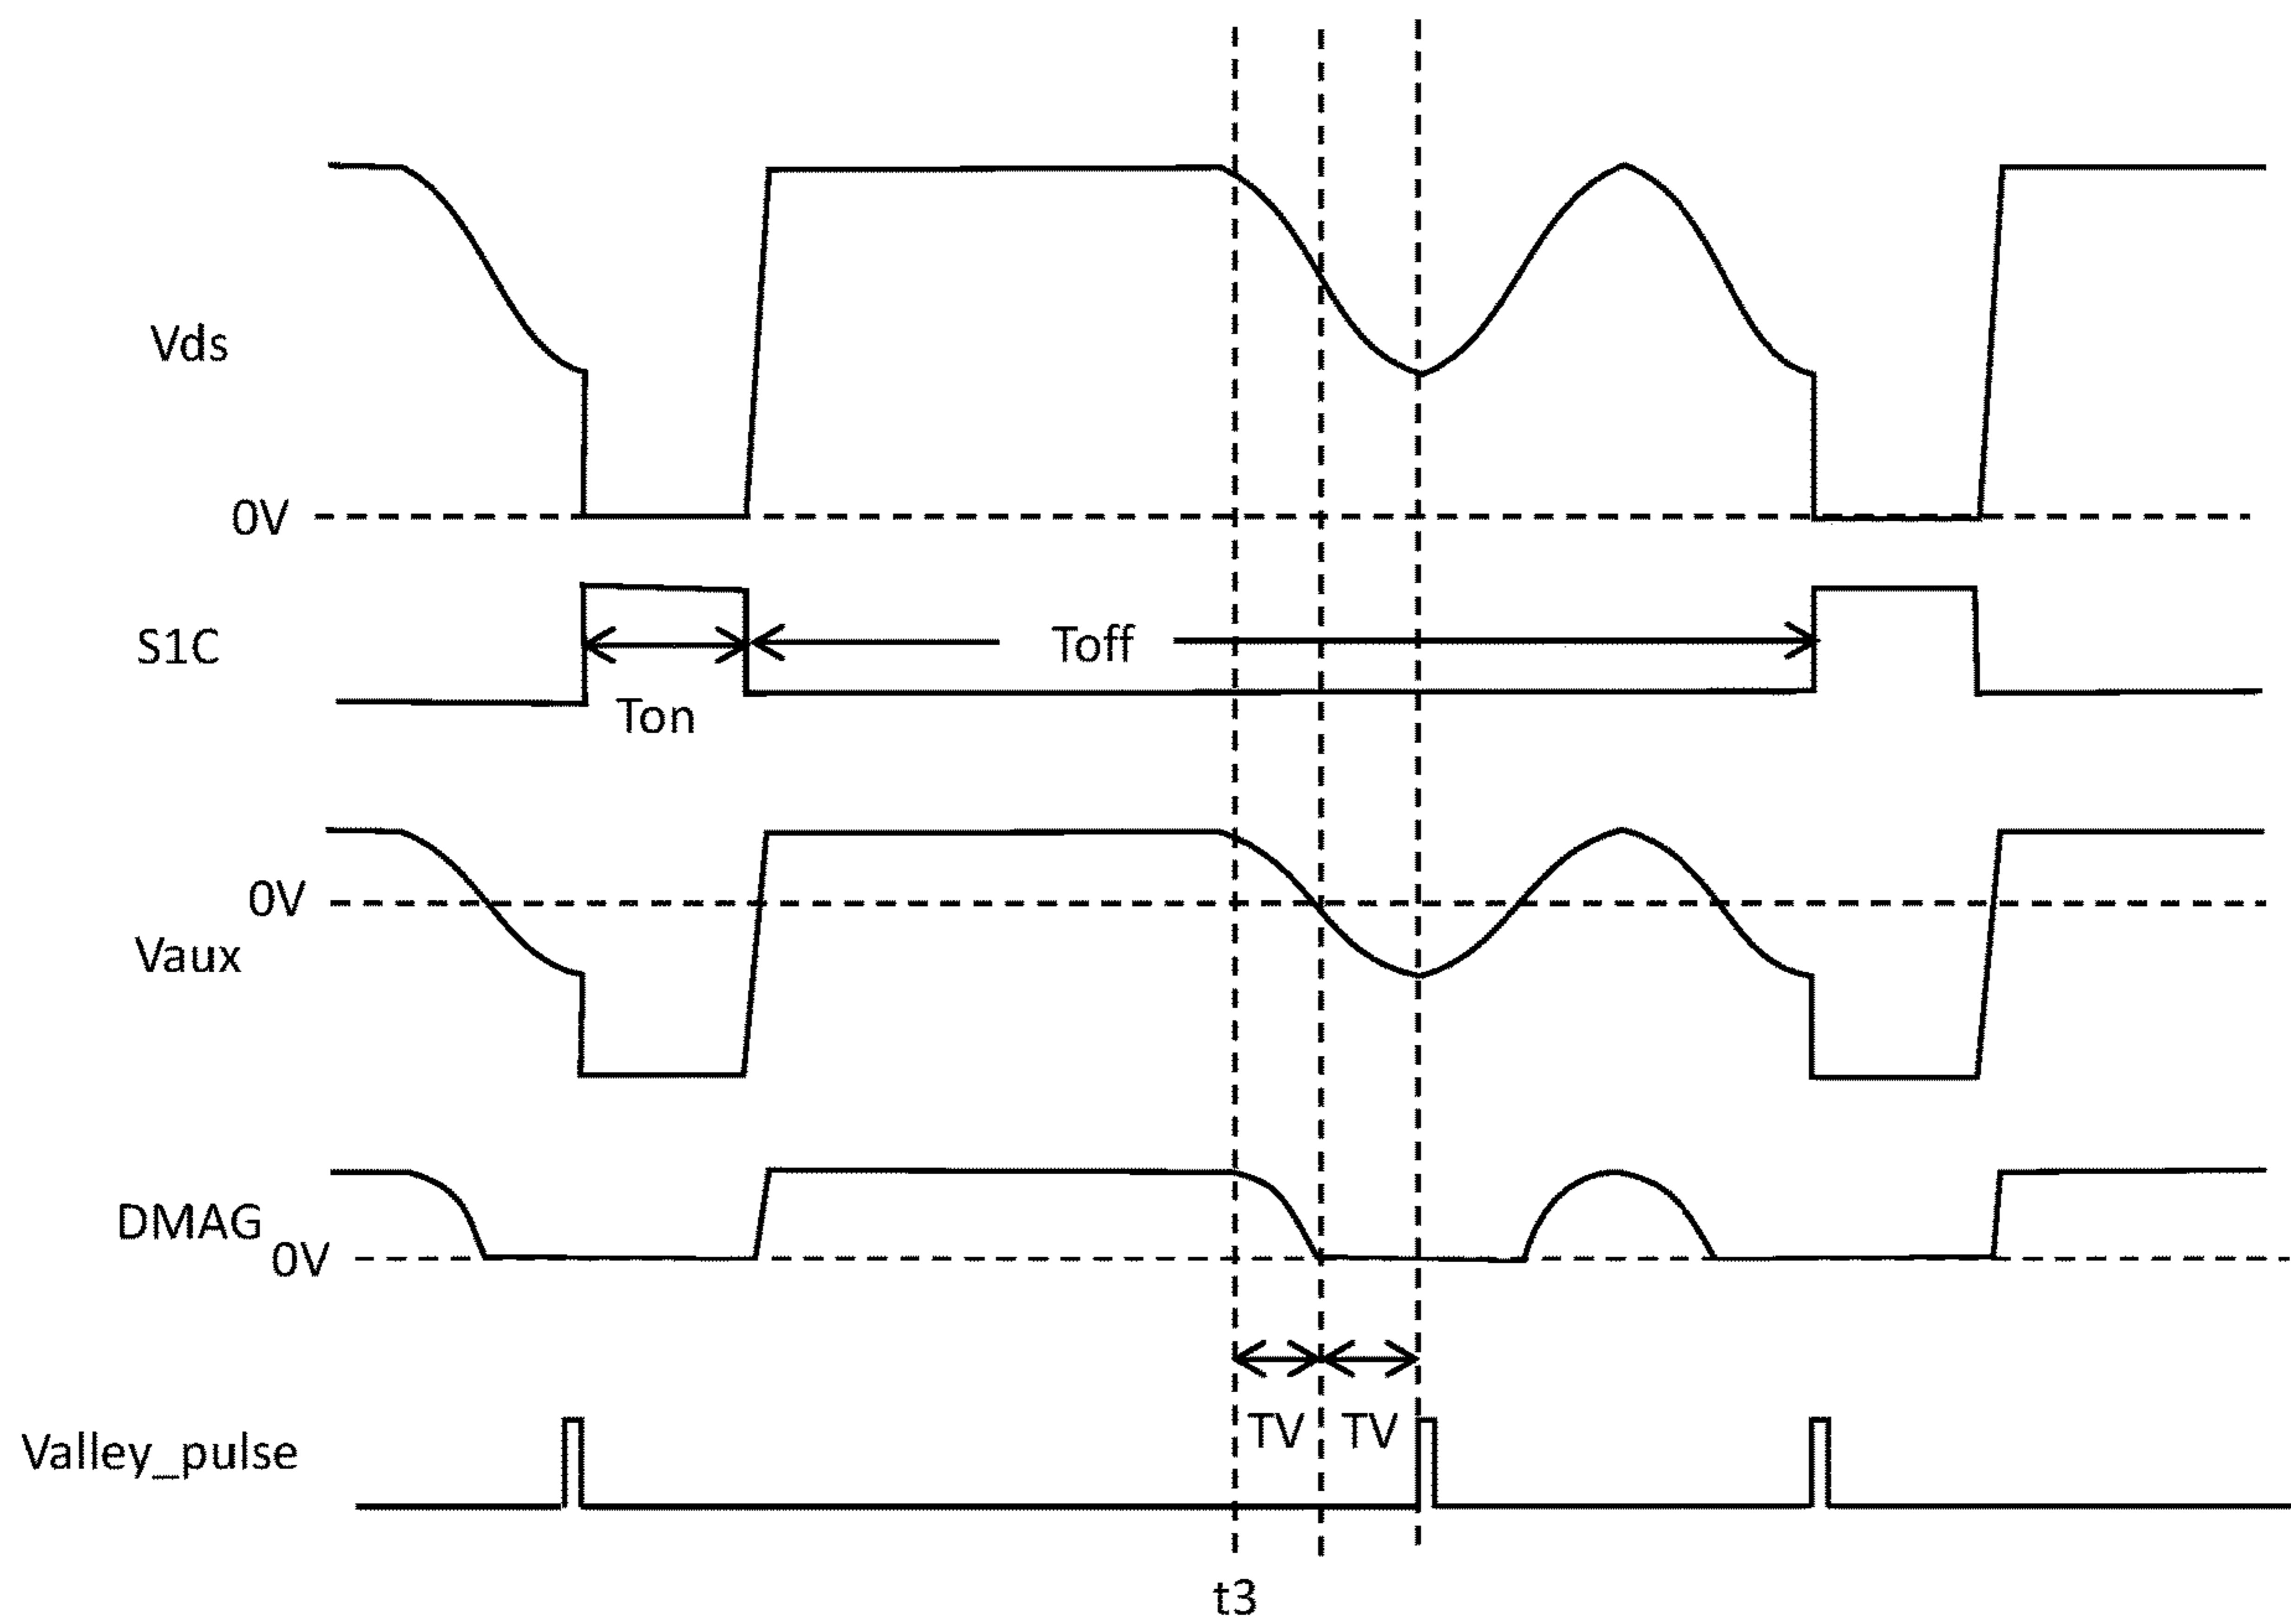 Vds
0V
S1C
Toff
Ton
0V
Vaux
DMAG
0V
TV TV
Valley_pulse
t3